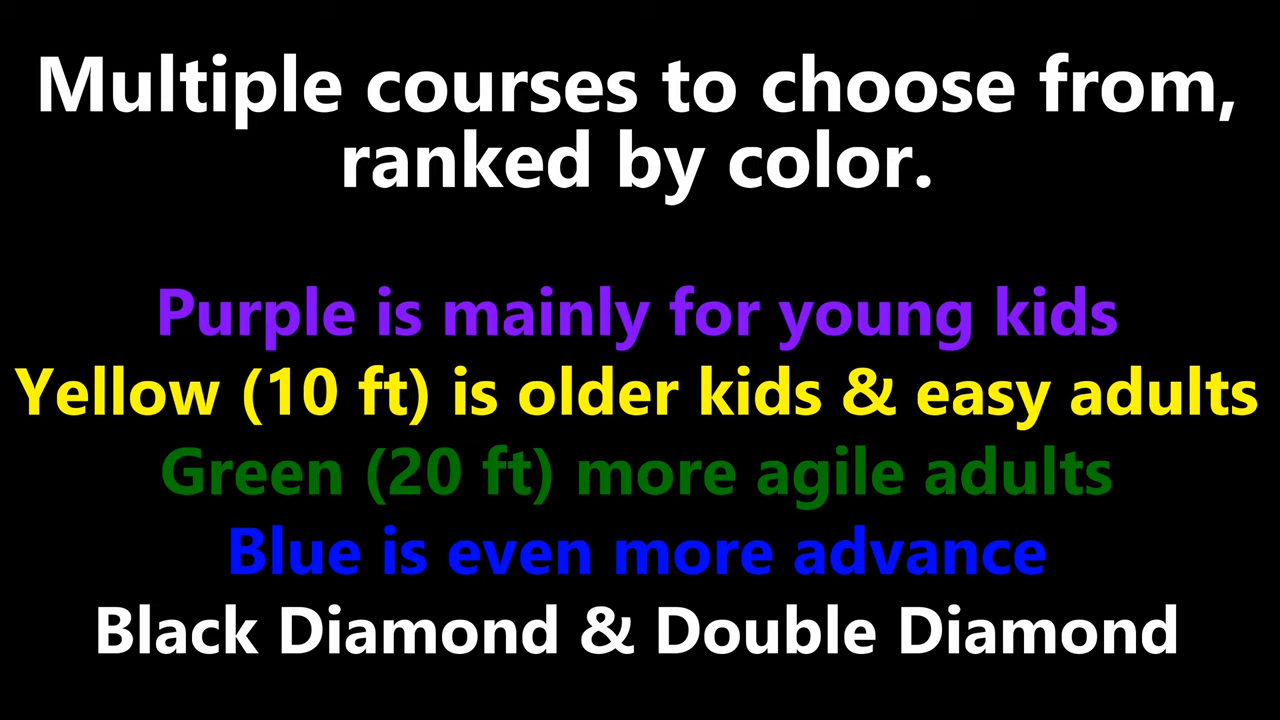 Multiple courses to choose from,
ranked by color.
Purple is mainly for young kids
Yellow (10 ft) is older kids & easy adults
Green (20 ft) more agile adults
Blue is even more advance
Black Diamond & Double Diamond